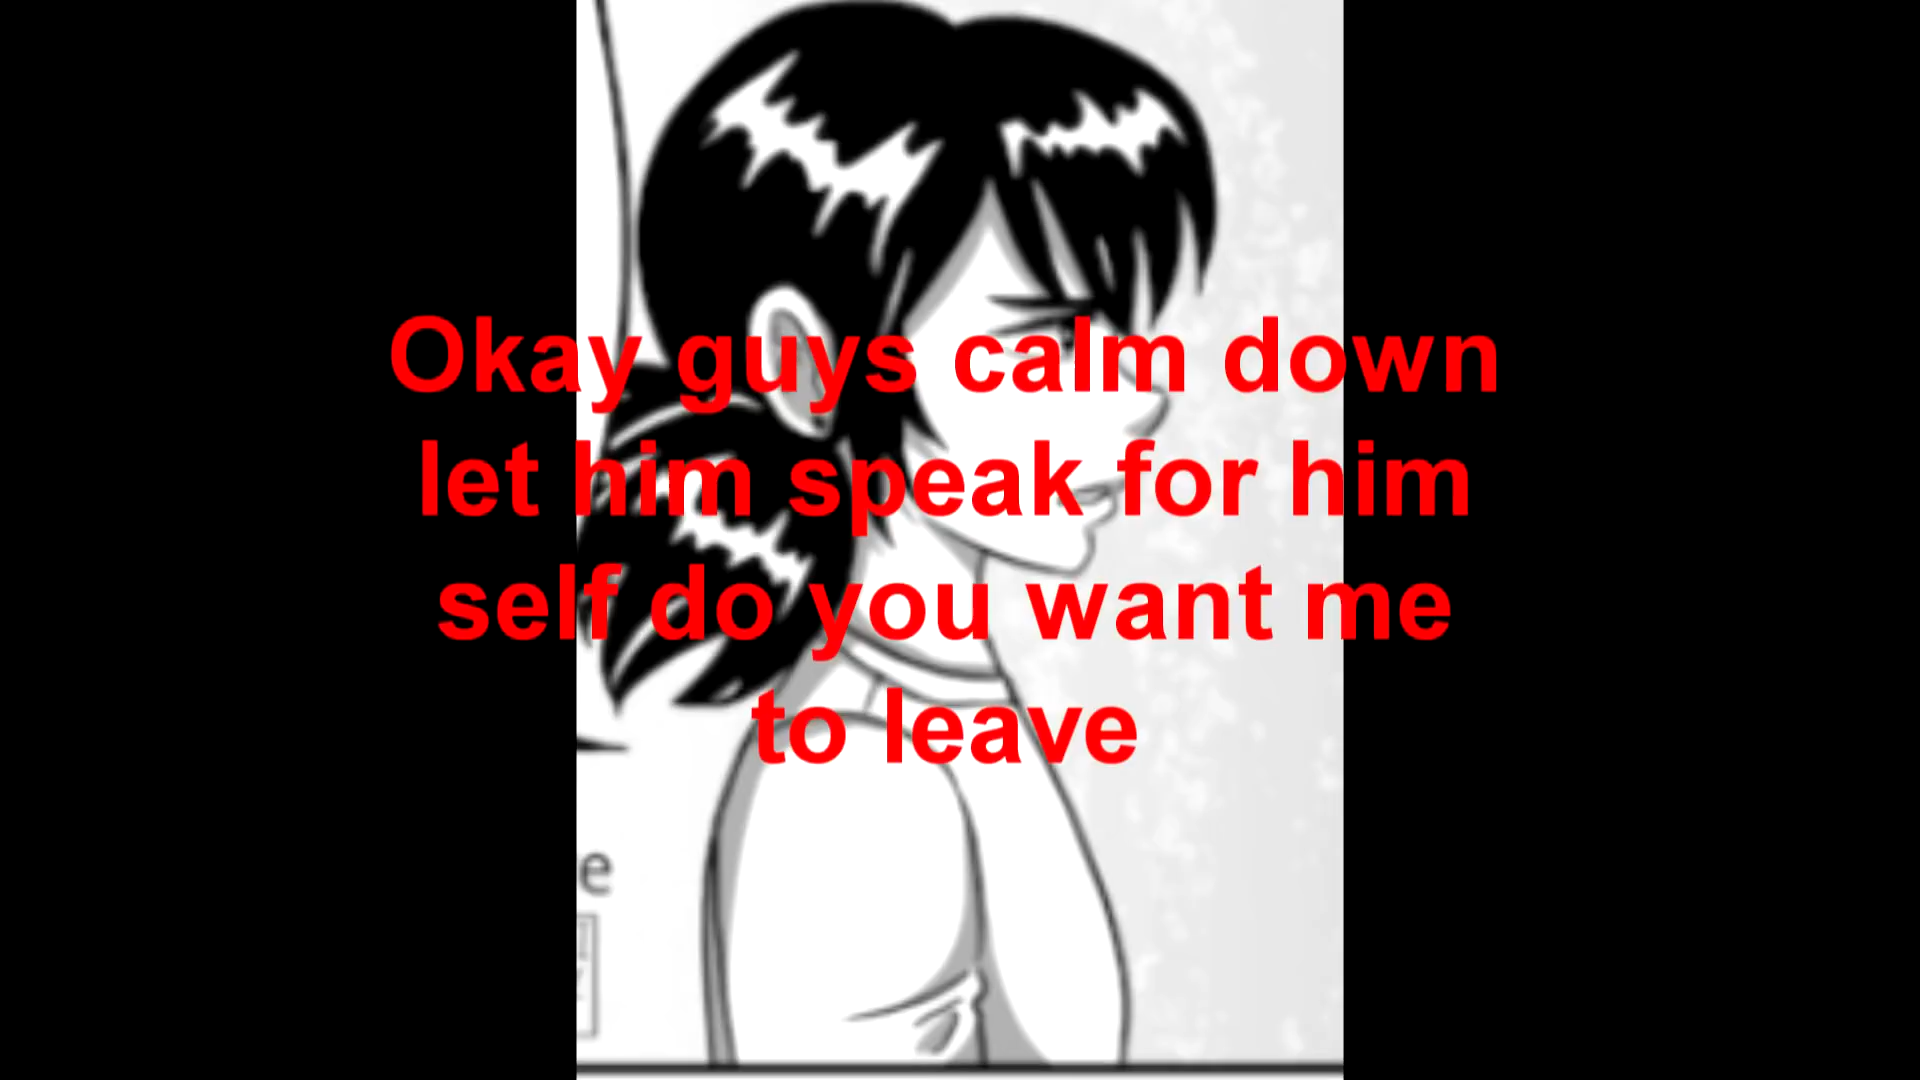 Okay guys calm down
let him speak for him
self do you want me
to leave
e